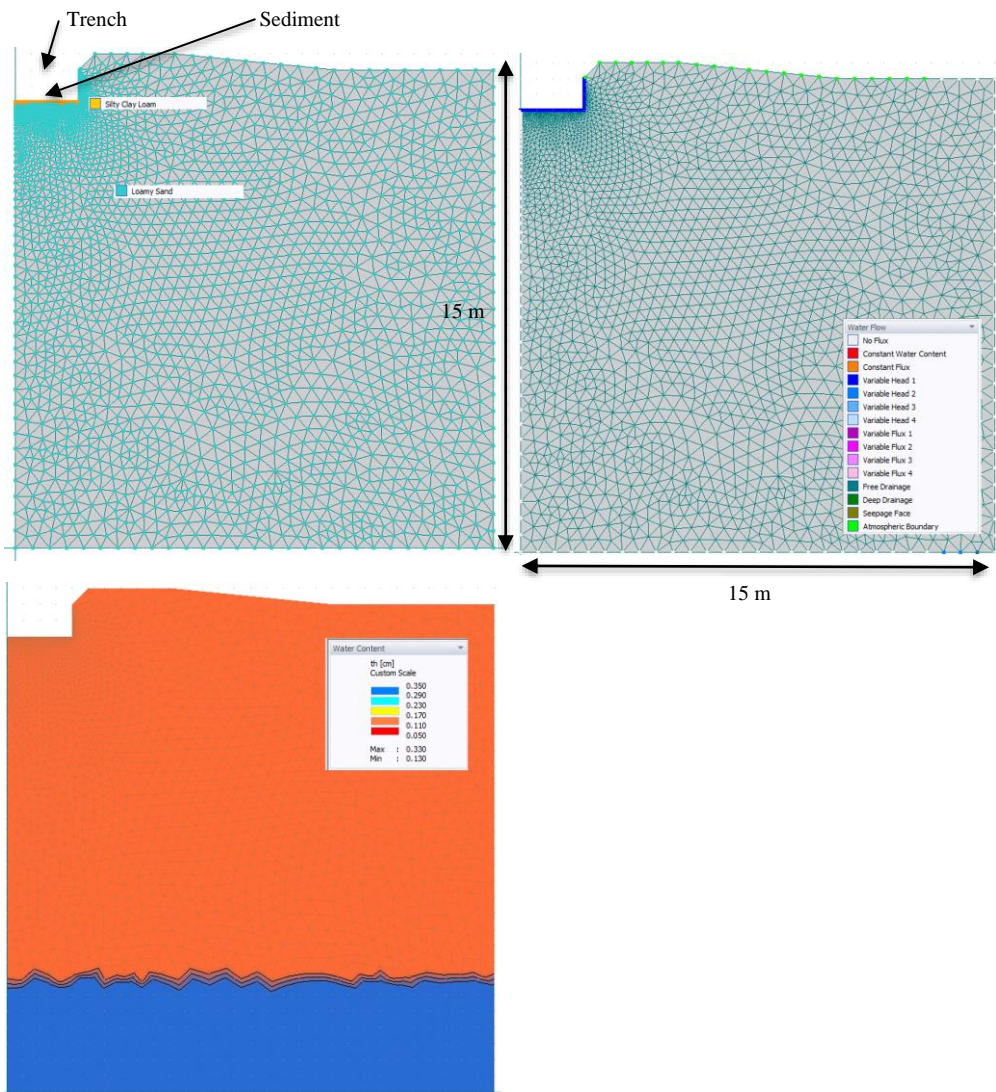 Trench
Sediment
Silty Clay Loam
Loamy Sand
15 m
Water Flow
No Flux
Constant Water Content
Constant Flux
Variable Head 1
Variable Head 2
Variable Head 3
Variable Head 4
Variable Flux 1
Variable Flux 2
Variable Flux 3
Variable Flux 4
Free Drainage
Deep Drainage
Seepage Face
Atmospheric Boundary
15 m
Water Content
th [cm]
Custom Scale
0.350
0.290
0.230
0.170
0.110
0.050
Max : 0.330
Min : 0.130